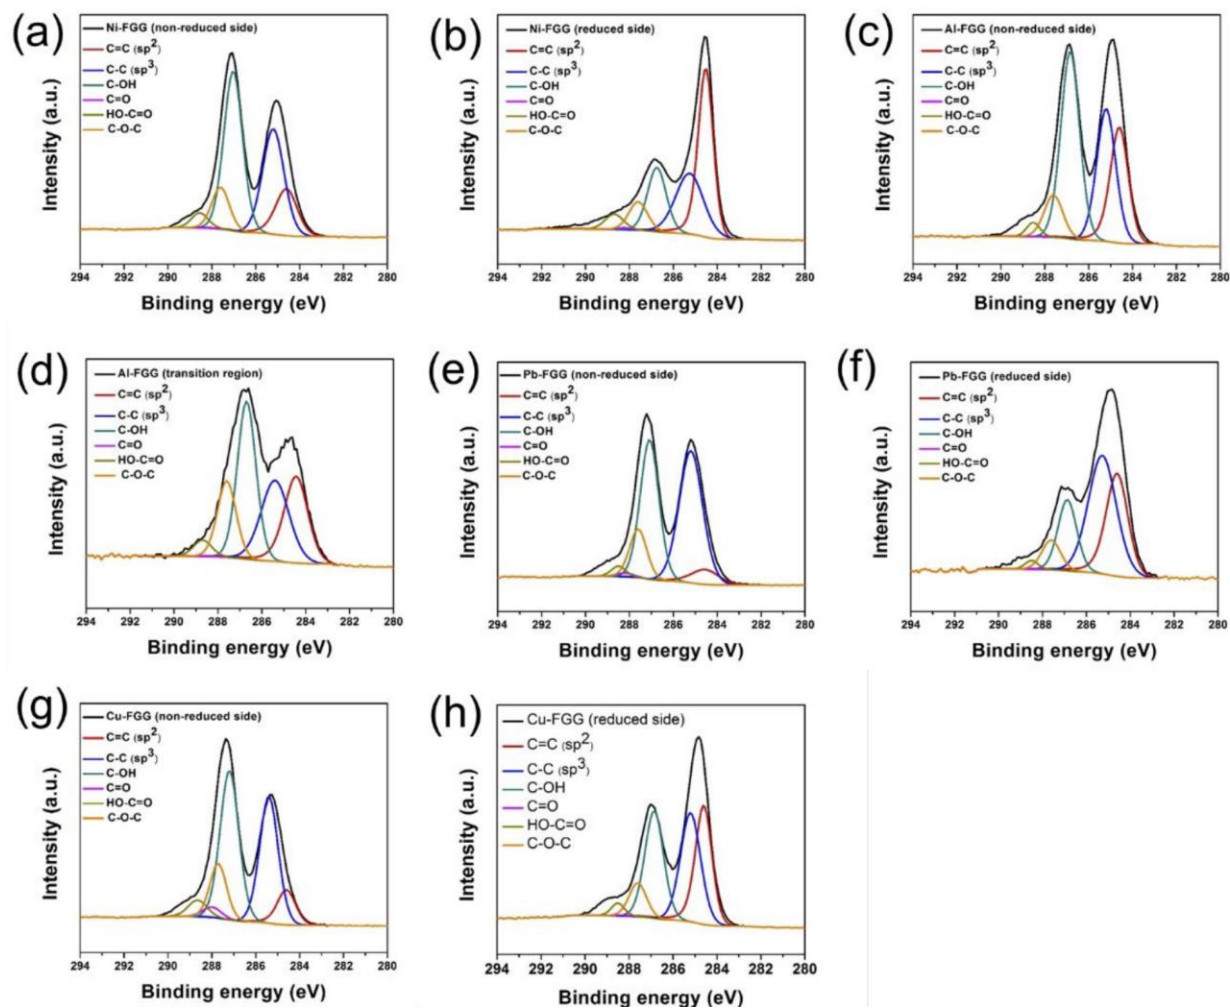 (a)
Ni-FGG (non-reduced side)
C=C (sp2)
C-C (sp3)
C-OH
C=O
HO-C=O
C-O-C
Intensity (a.u.)
294 292 290 288 286 284 282 280
Binding energy (eV)
(b)
Ni-FGG (reduced side)
C=C (sp2)
C-C (sp3)
C-OH
C=O
HO-C=O
C-O-C
Intensity (a.u.)
294 292 290 288 286 284 282 280
Binding energy (eV)
(c)
Al-FGG (non-reduced side)
C=C (sp2)
C-C (sp3)
C-OH
C=O
HO-C=O
C-O-C
Intensity (a.u.)
294 292 290 288 286 284 282 280
Binding energy (eV)
(d)
Al-FGG (transition region)
C=C (sp2)
C-C (sp3)
C-OH
C=O
HO-C=O
C-O-C
Intensity (a.u.)
294 292 290 288 286 284 282 280
Binding energy (eV)
(e)
Pb-FGG (non-reduced side)
C=C (sp2)
C-C (sp3)
C-OH
C=O
HO-C=O
C-O-C
Intensity (a.u.)
294 292 290 288 286 284 282 280
Binding energy (eV)
(f)
Pb-FGG (reduced side)
C=C (sp2)
C-C (sp3)
C-OH
C=O
HO-C=O
C-O-C
Intensity (a.u.)
294 292 290 288 286 284 282 280
Binding energy (eV)
(g)
Cu-FGG (non-reduced side)
C=C (sp2)
C-C (sp3)
C-OH
C=O
HO-C=O
C-O-C
Intensity (a.u.)
294 292 290 288 286 284 282 280
Binding energy (eV)
(h)
Cu-FGG (reduced side)
C=C (sp2)
C-C (sp3)
C-OH
C=O
HO-C=O
C-O-C
Intensity (a.u.)
294 292 290 288 286 284 282 280
Binding energy (eV)